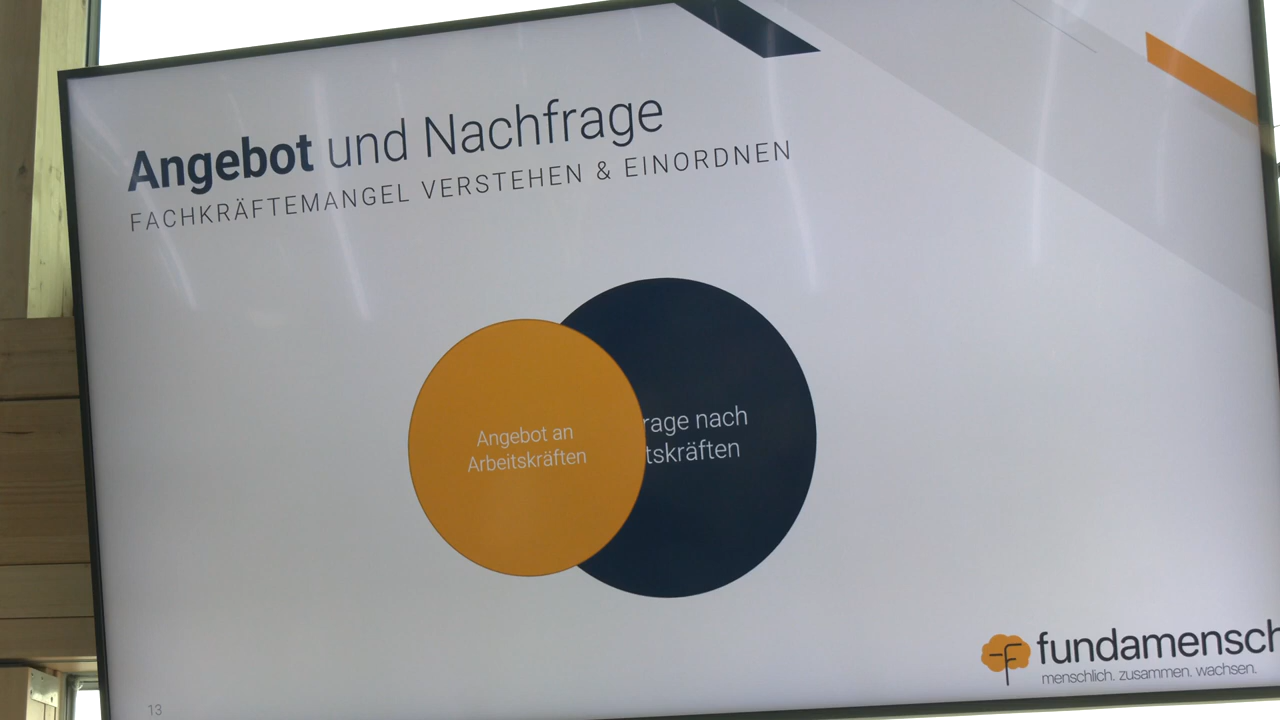 Angebot und Nachfrage
FACHKRÄFTEMANGEL VERSTEHEN & EINORDNEN
Angebot an
Arbeitskräften
rage nach
tskräften
fundamensch
menschlich. zusammen. wachsen.
13